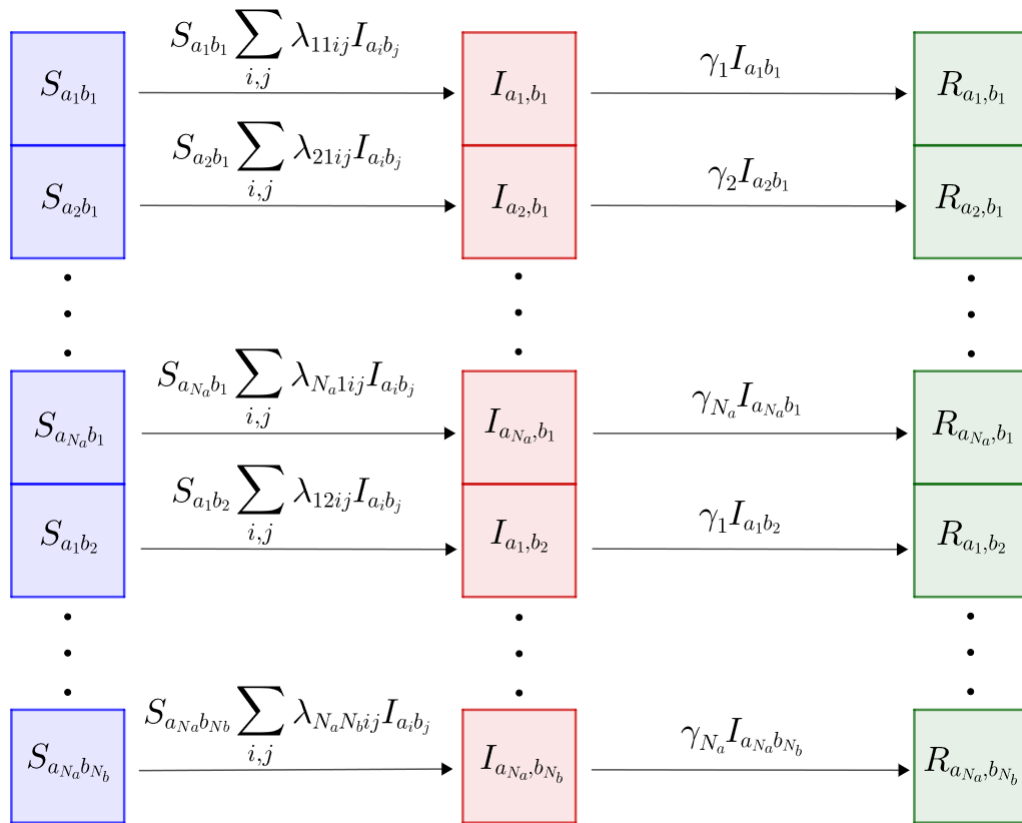 $S_{a_1b_1}$ $S_{a_1b_1}\sum_{i,j}\lambda_{11ij}I_{a_ib_j}$ $I_{a_1,b_1}$ $\gamma_1 I_{a_1b_1}$ $R_{a_1,b_1}$
$S_{a_2b_1}$ $S_{a_2b_1}\sum_{i,j}\lambda_{21ij}I_{a_ib_j}$ $I_{a_2,b_1}$ $\gamma_2 I_{a_2b_1}$ $R_{a_2,b_1}$
$S_{a_{N_a}b_1}$ $S_{a_{N_a}b_1}\sum_{i,j}\lambda_{N_a1ij}I_{a_ib_j}$ $I_{a_{N_a},b_1}$ $\gamma_{N_a} I_{a_{N_a}b_1}$ $R_{a_{N_a},b_1}$
$S_{a_1b_2}$ $S_{a_1b_2}\sum_{i,j}\lambda_{12ij}I_{a_ib_j}$ $I_{a_1,b_2}$ $\gamma_1 I_{a_1b_2}$ $R_{a_1,b_2}$
$S_{a_{N_a}b_{N_b}}$ $S_{a_{N_a}b_{N_b}}\sum_{i,j}\lambda_{N_aN_bij}I_{a_ib_j}$ $I_{a_{N_a},b_{N_b}}$ $\gamma_{N_a} I_{a_{N_a}b_{N_b}}$ $R_{a_{N_a},b_{N_b}}$